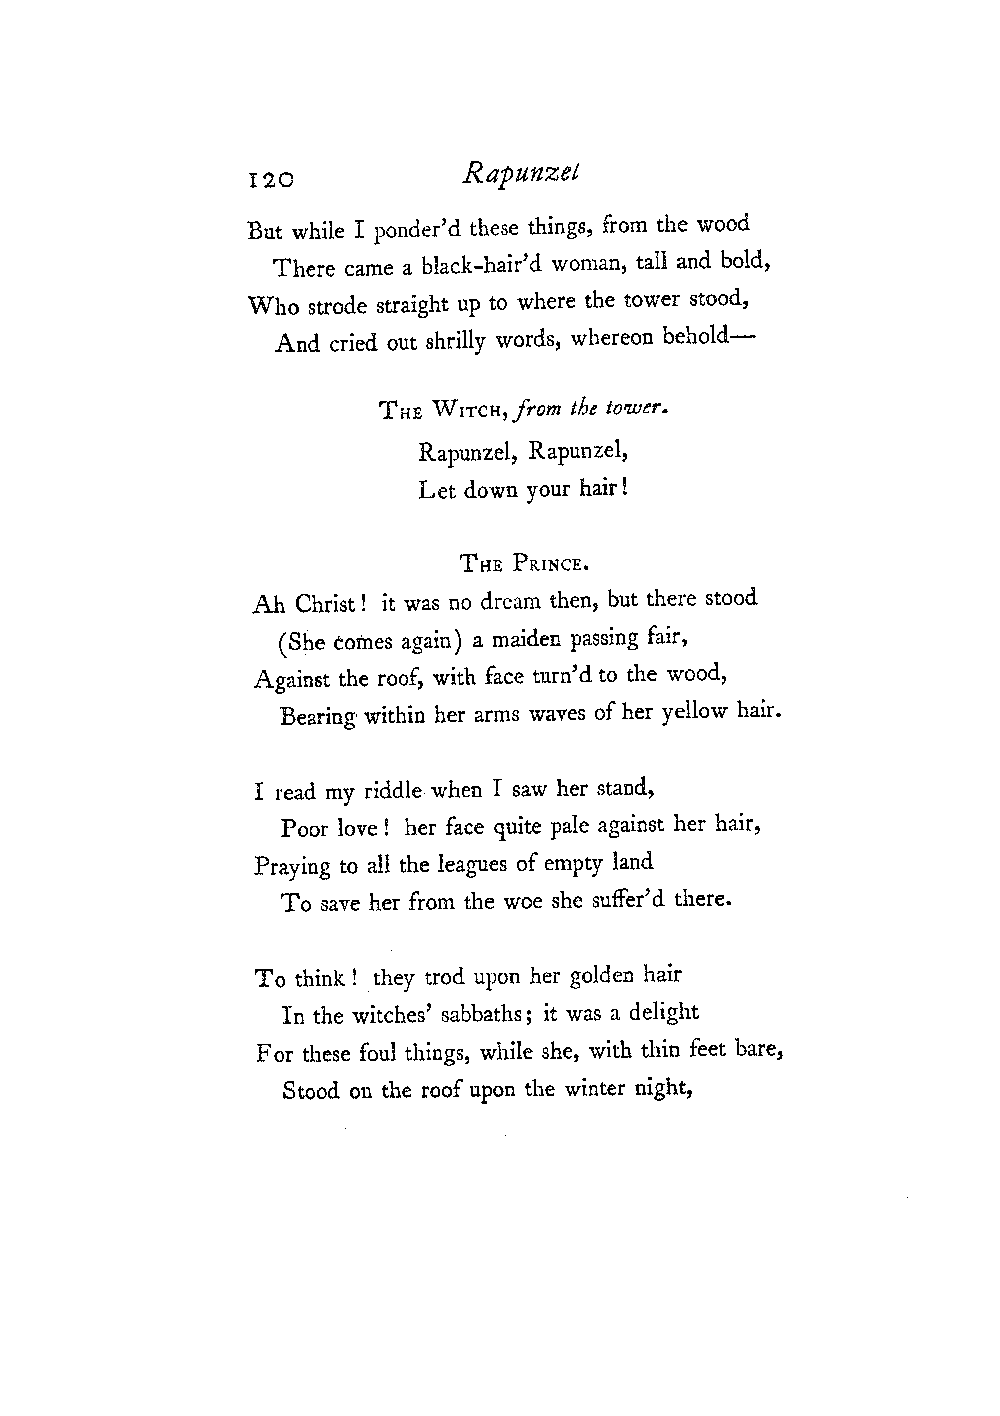 120 Rapunzel
But while I ponder'd these things, from the wood
There came a black-hair'd woman, tall and bold,
Who strode straight up to where the tower stood,
And cried out shrilly words, whereon behold—
THE WITCH, from the tower.
Rapunzel, Rapunzel,
Let down your hair!
THE PRINCE.
Ah Christ! it was no dream then, but there stood
(She comes again) a maiden passing fair,
Against the roof, with face turn'd to the wood,
Bearing within her arms waves of her yellow hair.
I read my riddle when I saw her stand,
Poor love! her face quite pale against her hair,
Praying to all the leagues of empty land
To save her from the woe she suffer'd there.
To think! they trod upon her golden hair
In the witches' sabbaths; it was a delight
For these foul things, while she, with thin feet bare,
Stood on the roof upon the winter night,